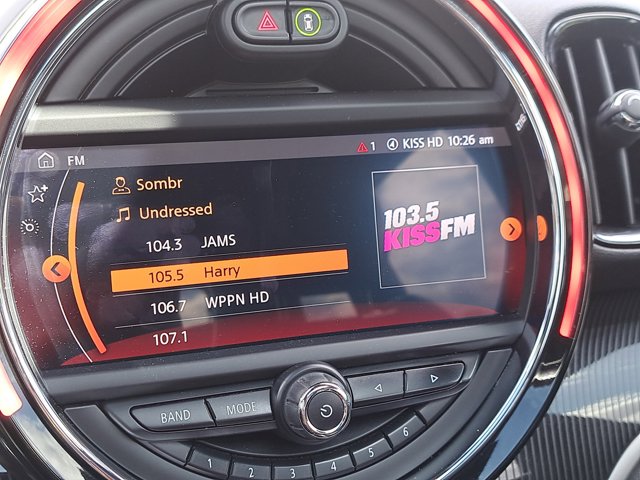 1 4 KISS HD 10:26 am
FM
Sombr
Undressed
104.3 JAMS
105.5 Harry
106.7 WPPN HD
107.1
103.5
KISSFM
BAND MODE
1 2 3 4 5 6